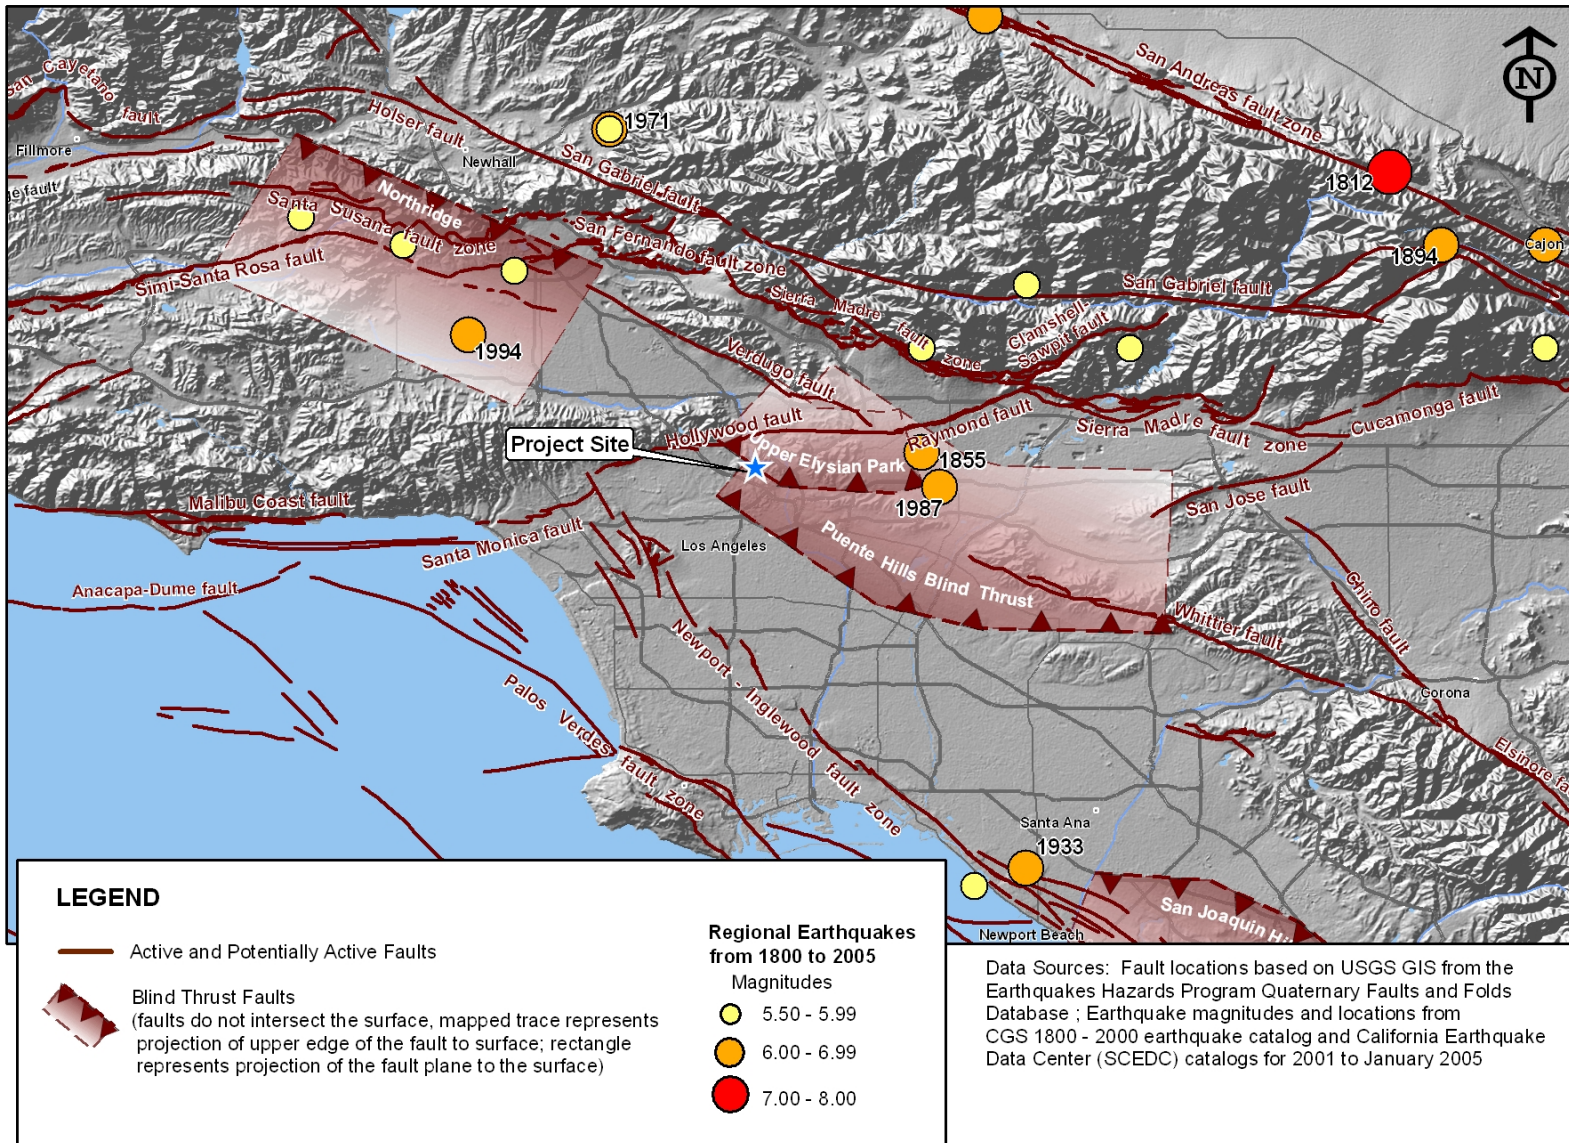 San Cayetano fault
Fillmore
ge fault
Holser fault
Newhall
1971
San Gabriel fault
San Andreas fault zone
N
1812
1894
Cajon
Northridge
Santa Susana fault zone
San Fernando fault zone
Simi-Santa Rosa fault
San Gabriel fault
Sierra Madre fault zone
Clamshell-
Sawpit fault
1994
Verdugo fault
Hollywood fault
Raymond fault
Sierra Madre fault zone
Cucamonga fault
Project Site
Upper Elysian Park
1855
1987
San Jose fault
Malibu Coast fault
Santa Monica fault
Los Angeles
Puente Hills Blind Thrust
Anacapa-Dume fault
Whittier fault
Chino fault
Newport - Inglewood fault zone
Palos Verdes fault zone
Corona
Elsinore fa
Santa Ana
1933
San Joaquin Hi
Newport Beach
LEGEND
Active and Potentially Active Faults
Blind Thrust Faults
(faults do not intersect the surface, mapped trace represents
projection of upper edge of the fault to surface; rectangle
represents projection of the fault plane to the surface)
Regional Earthquakes
from 1800 to 2005
Magnitudes
5.50 - 5.99
6.00 - 6.99
7.00 - 8.00
Data Sources: Fault locations based on USGS GIS from the
Earthquakes Hazards Program Quaternary Faults and Folds
Database ; Earthquake magnitudes and locations from
CGS 1800 - 2000 earthquake catalog and California Earthquake
Data Center (SCEDC) catalogs for 2001 to January 2005